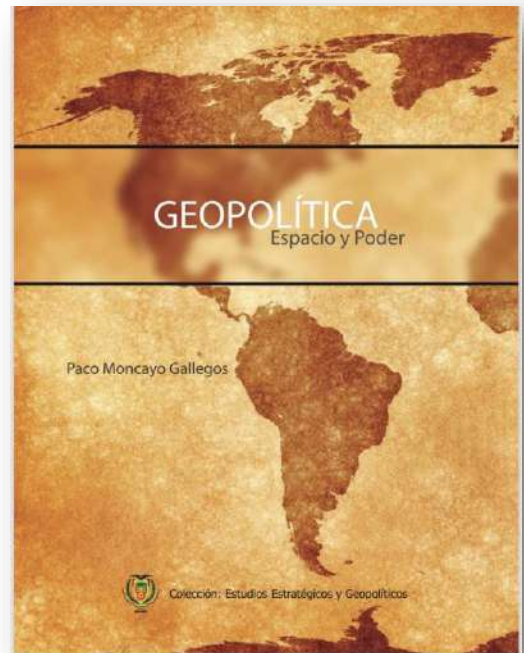 GEOPOLÍTICA
Espacio y Poder
Paco Moncayo Gallegos
Colección: Estudios Estratégicos y Geopolíticos